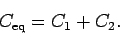 C_eq = C_1 + C_2.